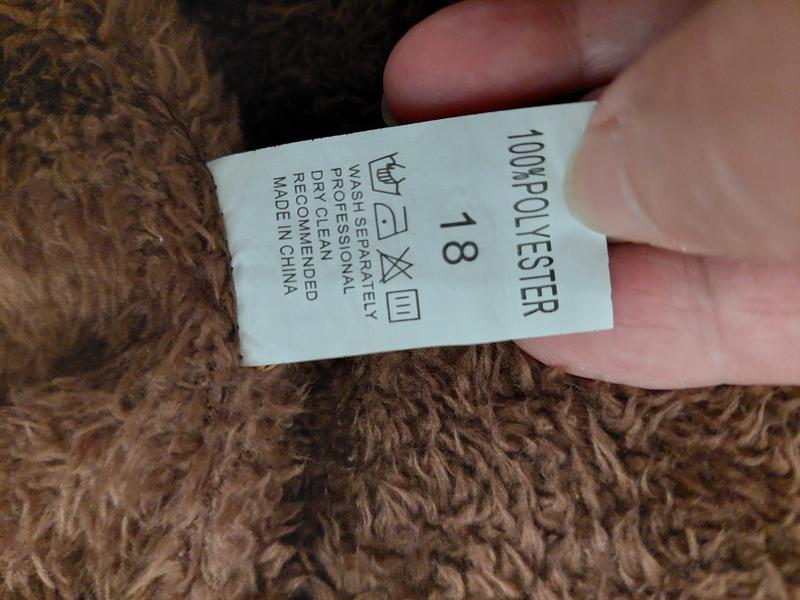 100%POLYESTER
18
WASH SEPARATELY
PROFESSIONAL
DRY CLEAN
RECOMMENDED
MADE IN CHINA